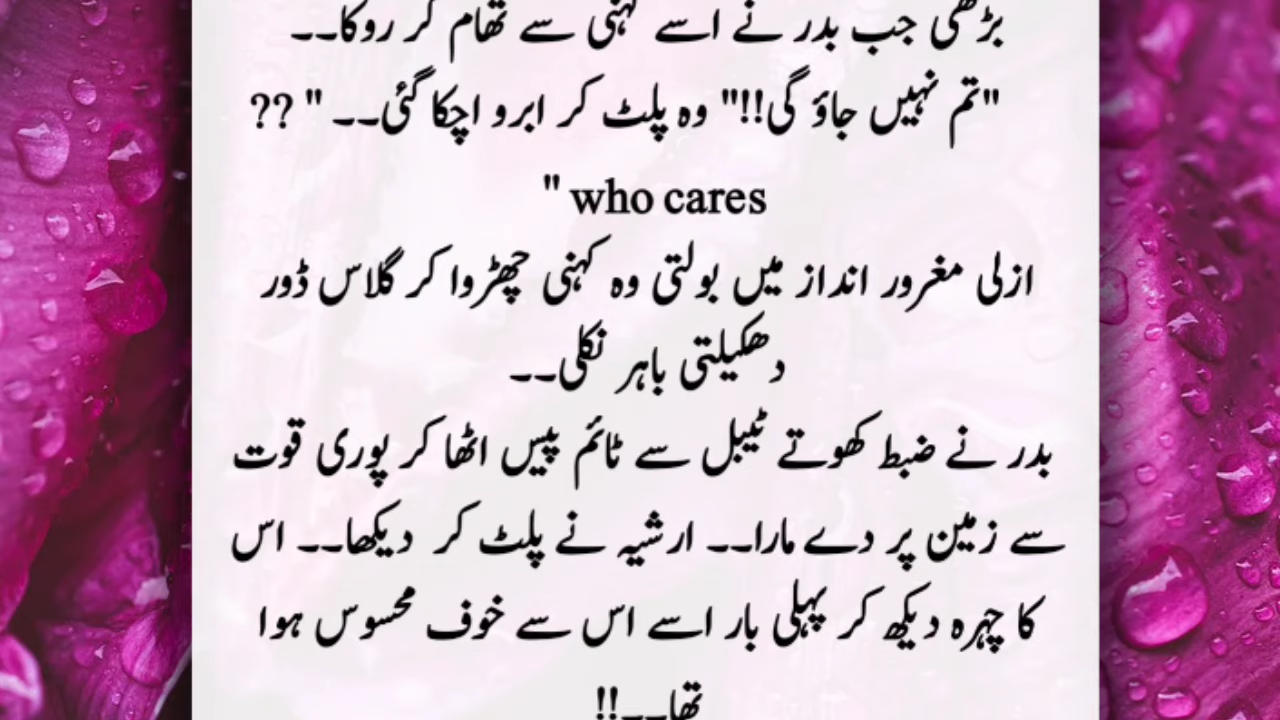 بڑھی جب بدر نے اسے کہنی سے تھام کر روکا۔۔
"تم نہیں جاؤ گی!!" وہ پلٹ کر ابرو اچکا گئی۔۔ " ??
" who cares
ازلی مغرور انداز میں بولتی وہ کہنی چھڑوا کر گلاس ڈور
دھکیلتی باہر نکلی۔۔
بدر نے ضبط کھوتے ٹیبل سے ٹائم پیس اٹھا کر پوری قوت
سے زمین پر دے مارا۔۔ ارشیہ نے پلٹ کر دیکھا۔۔ اس
کا چہرہ دیکھ کر پہلی بار اسے اس سے خوف محسوس ہوا
تھا۔۔!!